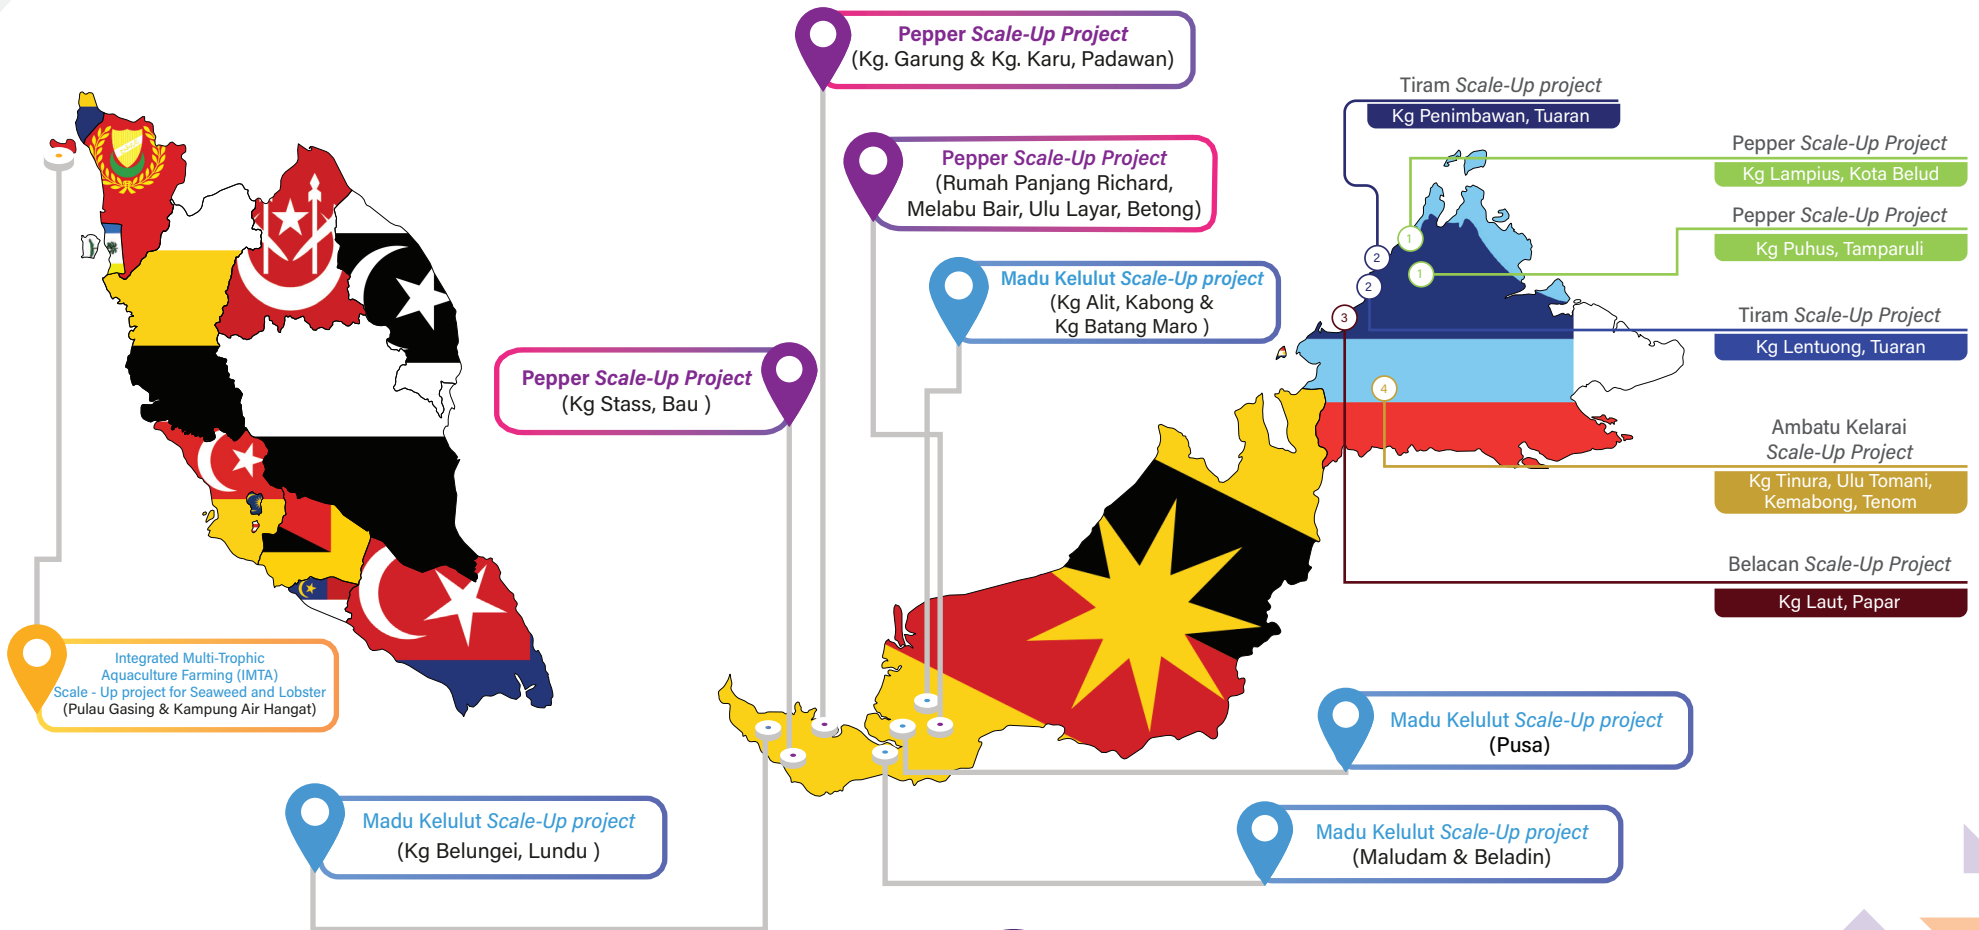 Pepper Scale-Up Project
(Kg. Garung & Kg. Karu, Padawan)
Pepper Scale-Up Project
(Rumah Panjang Richard,
Melabu Bair, Ulu Layar, Betong)
Madu Kelulut Scale-Up project
(Kg Alit, Kabong &
Kg Batang Maro )
Pepper Scale-Up Project
(Kg Stass, Bau )
Tiram Scale-Up project
Kg Penimbawan, Tuaran
Pepper Scale-Up Project
Kg Lampius, Kota Belud
Pepper Scale-Up Project
Kg Puhus, Tamparuli
Tiram Scale-Up Project
Kg Lentuong, Tuaran
Ambatu Kelarai
Scale-Up Project
Kg Tinura, Ulu Tomani,
Kemabong, Tenom
Belacan Scale-Up Project
Kg Laut, Papar
1
2
1
2
3
4
Integrated Multi-Trophic
Aquaculture Farming (IMTA)
Scale - Up project for Seaweed and Lobster
(Pulau Gasing & Kampung Air Hangat)
Madu Kelulut Scale-Up project
(Pusa)
Madu Kelulut Scale-Up project
(Kg Belungei, Lundu )
Madu Kelulut Scale-Up project
(Maludam & Beladin)